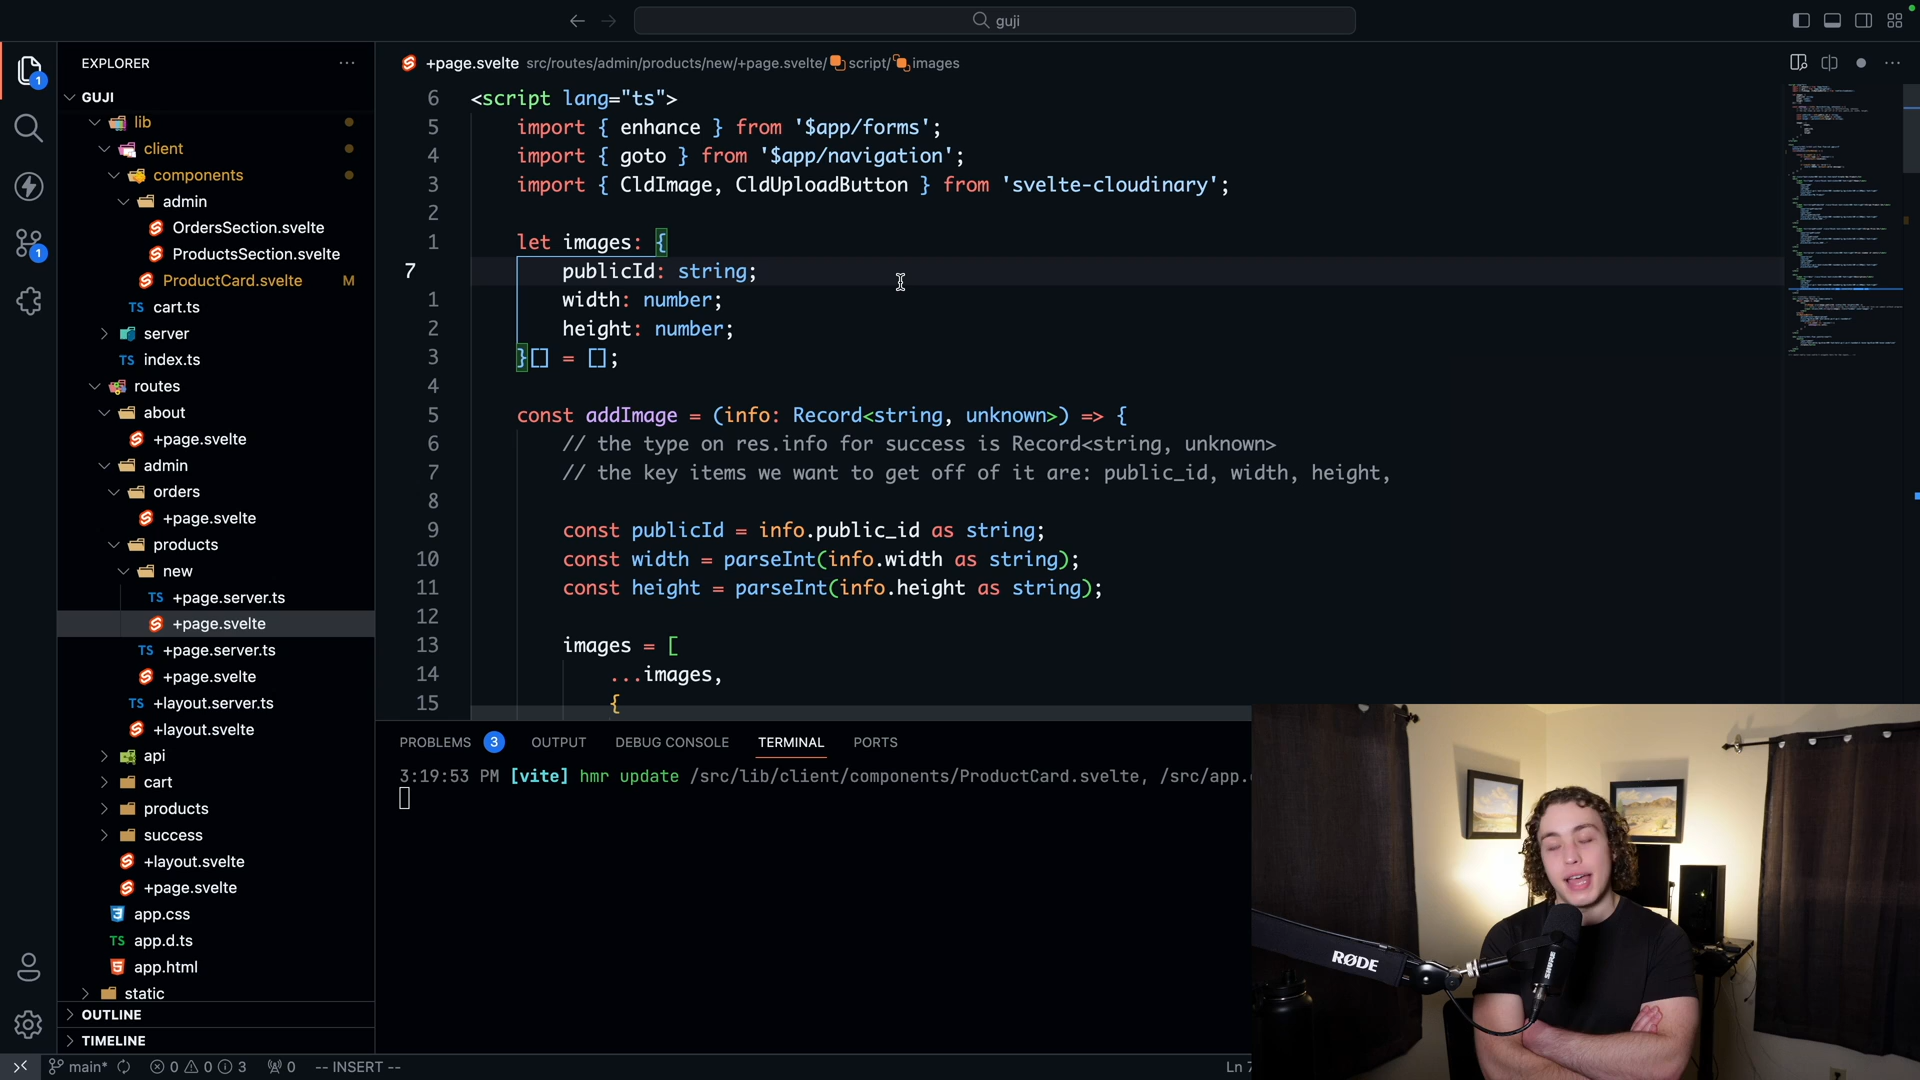 guji
EXPLORER
GUJI
lib
client
components
admin
OrdersSection.svelte
ProductsSection.svelte
ProductCard.svelte M
TS cart.ts
server
TS index.ts
routes
about
+page.svelte
admin
orders
+page.svelte
products
new
TS +page.server.ts
+page.svelte
TS +page.server.ts
+page.svelte
TS +layout.server.ts
+layout.svelte
api
cart
products
success
+layout.svelte
+page.svelte
app.css
TS app.d.ts
app.html
static
OUTLINE
TIMELINE
1
1
+page.svelte src/routes/admin/products/new/+page.svelte/ script/ images
6 <script lang="ts">
5 import { enhance } from '$app/forms';
4 import { goto } from '$app/navigation';
3 import { CldImage, CldUploadButton } from 'svelte-cloudinary';
2
1 let images: {
7 publicId: string;
1 width: number;
2 height: number;
3 }[] = [];
4
5 const addImage = (info: Record<string, unknown>) => {
6 // the type on res.info for success is Record<string, unknown>
7 // the key items we want to get off of it are: public_id, width, height,
8
9 const publicId = info.public_id as string;
10 const width = parseInt(info.width as string);
11 const height = parseInt(info.height as string);
12
13 images = [
14 ...images,
15 {
PROBLEMS 3 OUTPUT DEBUG CONSOLE TERMINAL PORTS
3:19:53 PM [vite] hmr update /src/lib/client/components/ProductCard.svelte, /src/app.
RØDE
SHURE
main* 0 0 3 0 -- INSERT -- Ln 7